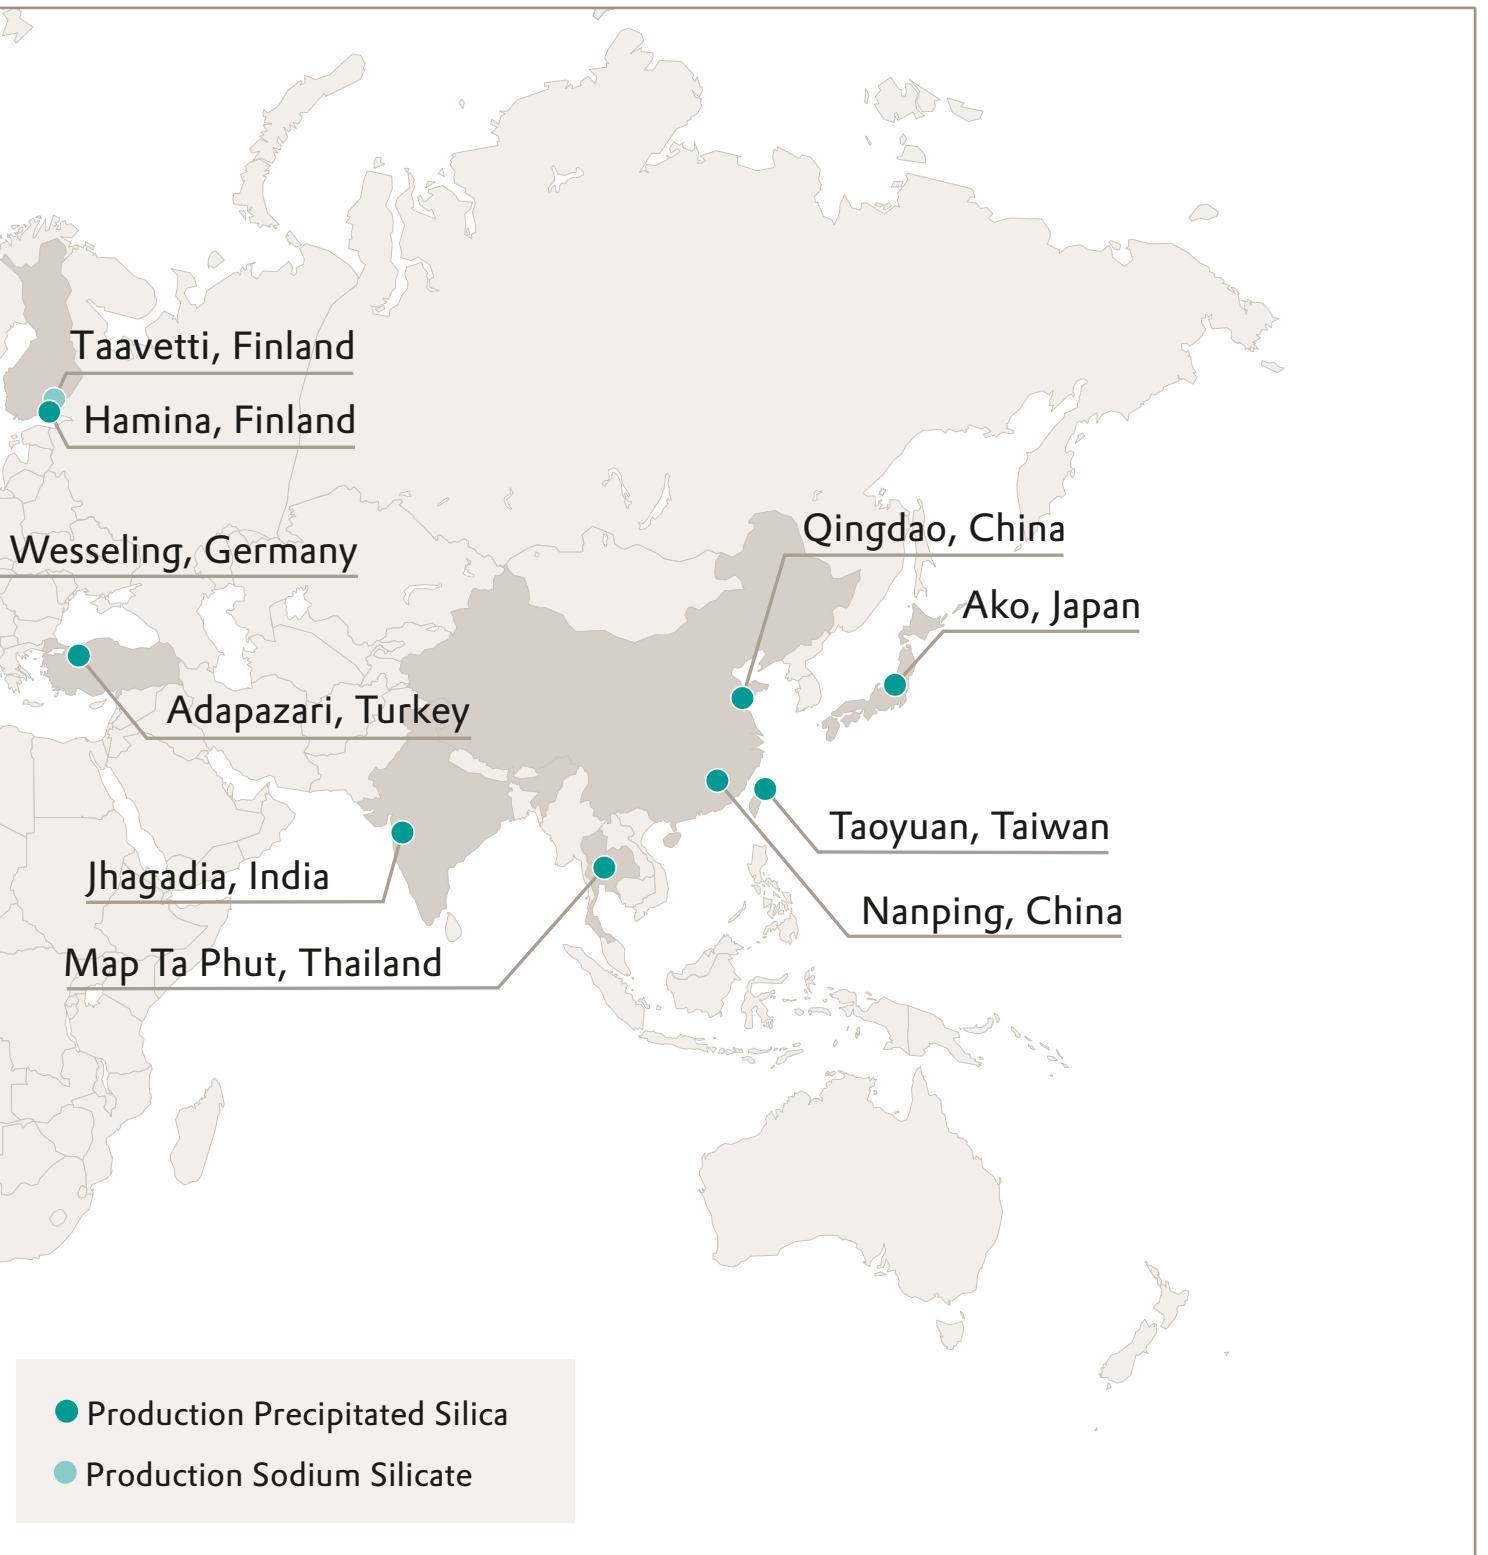 Taavetti, Finland
Hamina, Finland
Qingdao, China
Wesseling, Germany
Ako, Japan
Adapazari, Turkey
Taoyuan, Taiwan
Jhagadia, India
Nanping, China
Map Ta Phut, Thailand
Production Precipitated Silica
Production Sodium Silicate